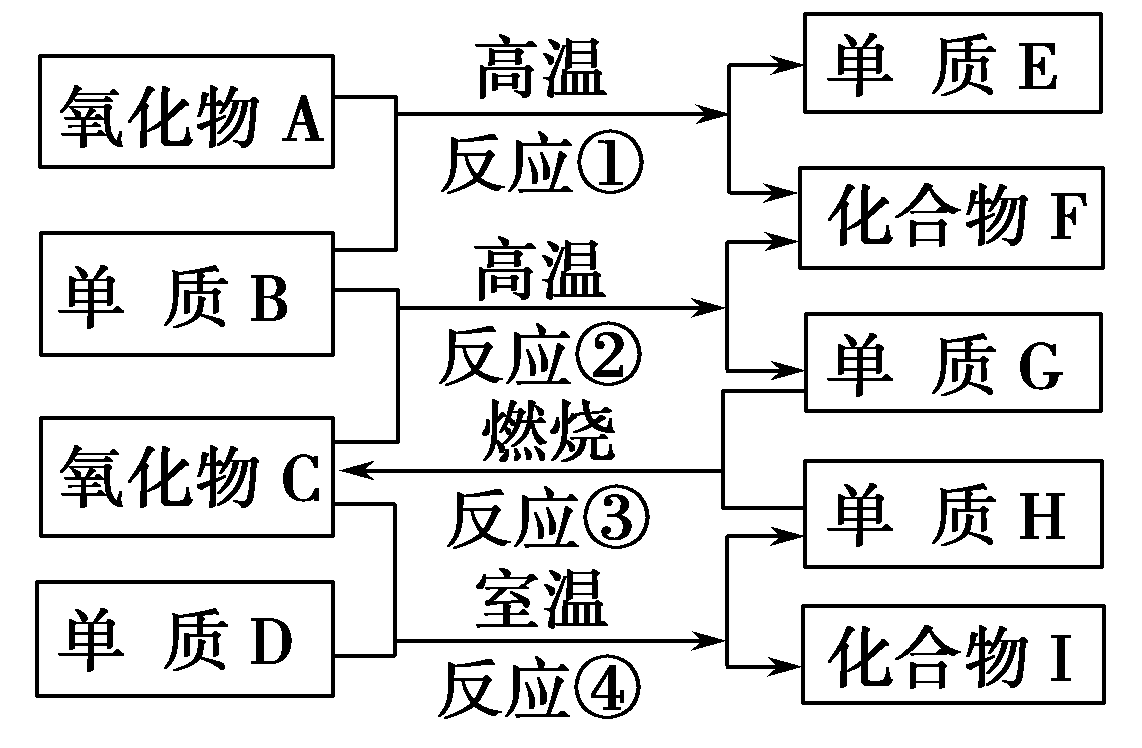 氧化物 A
单 质 B
氧化物 C
单 质 D
高温
反应①
高温
反应②
燃烧
反应③
室温
反应④
单 质 E
化合物 F
单 质 G
单 质 H
化合物 I